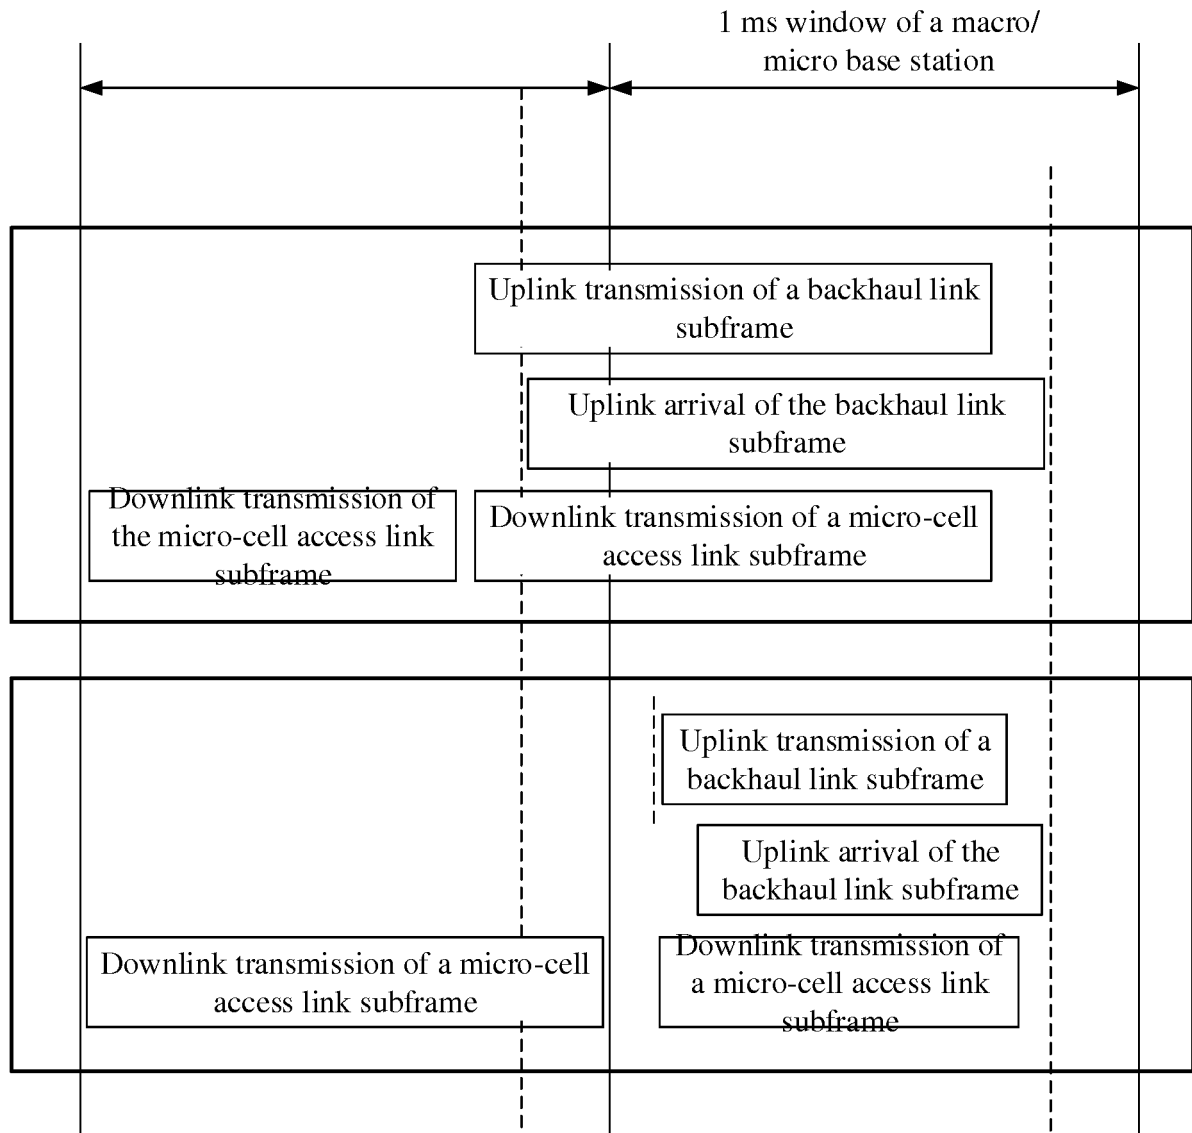 1 ms window of a macro/
micro base station
Uplink transmission of a backhaul link
subframe
Uplink arrival of the backhaul link
subframe
Downlink transmission of
the micro-cell access link
subframe
Downlink transmission of a micro-cell
access link subframe
Uplink transmission of a
backhaul link subframe
Uplink arrival of the
backhaul link subframe
Downlink transmission of a micro-cell
access link subframe
Downlink transmission of
a micro-cell access link
subframe